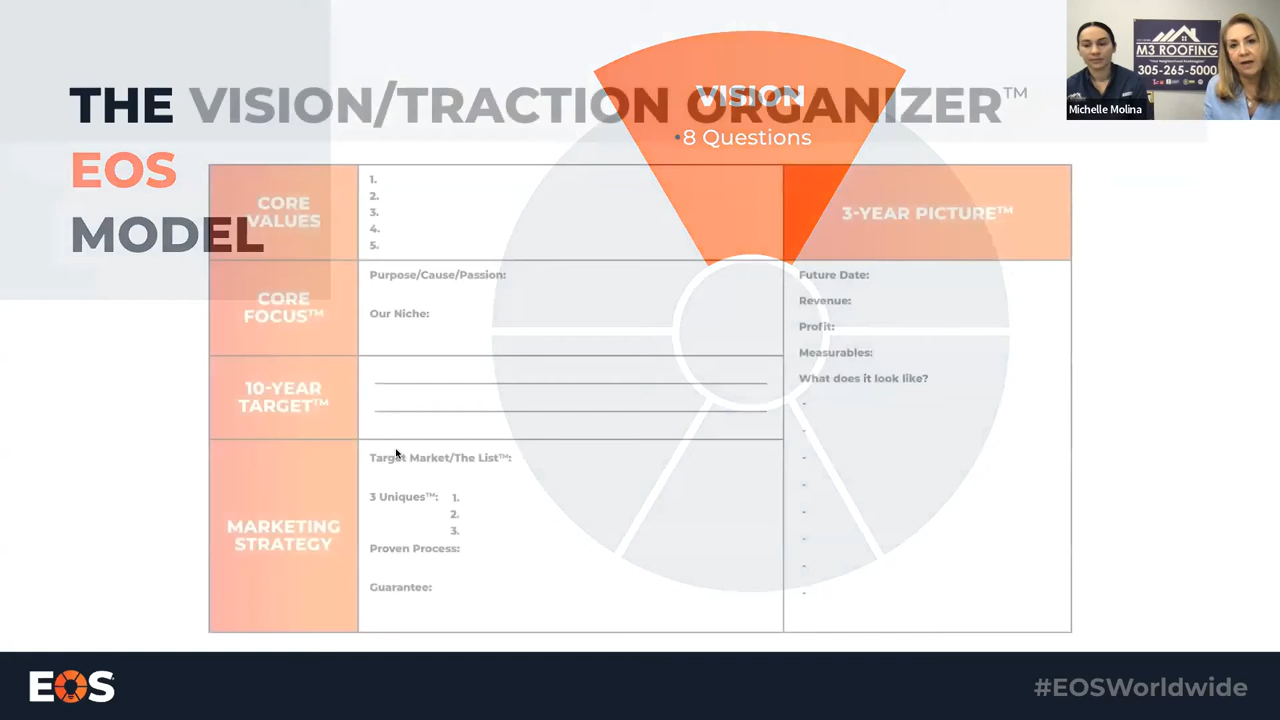 THE VISION/TRACTION ORGANIZER™
EOS
MODEL
VISION
•8 Questions
M3 ROOFING
305-265-5000
Michelle Molina
CORE
VALUES
1.
2.
3.
4.
5.
3-YEAR PICTURE™
CORE
FOCUS™
Purpose/Cause/Passion:
Our Niche:
Future Date:
Revenue:
Profit:
Measurables:
What does it look like?
-
-
-
-
-
-
-
-
10-YEAR
TARGET™
MARKETING
STRATEGY
Target Market/The List™:
3 Uniques™: 1.
2.
3.
Proven Process:
Guarantee:
EOS
#EOSWorldwide